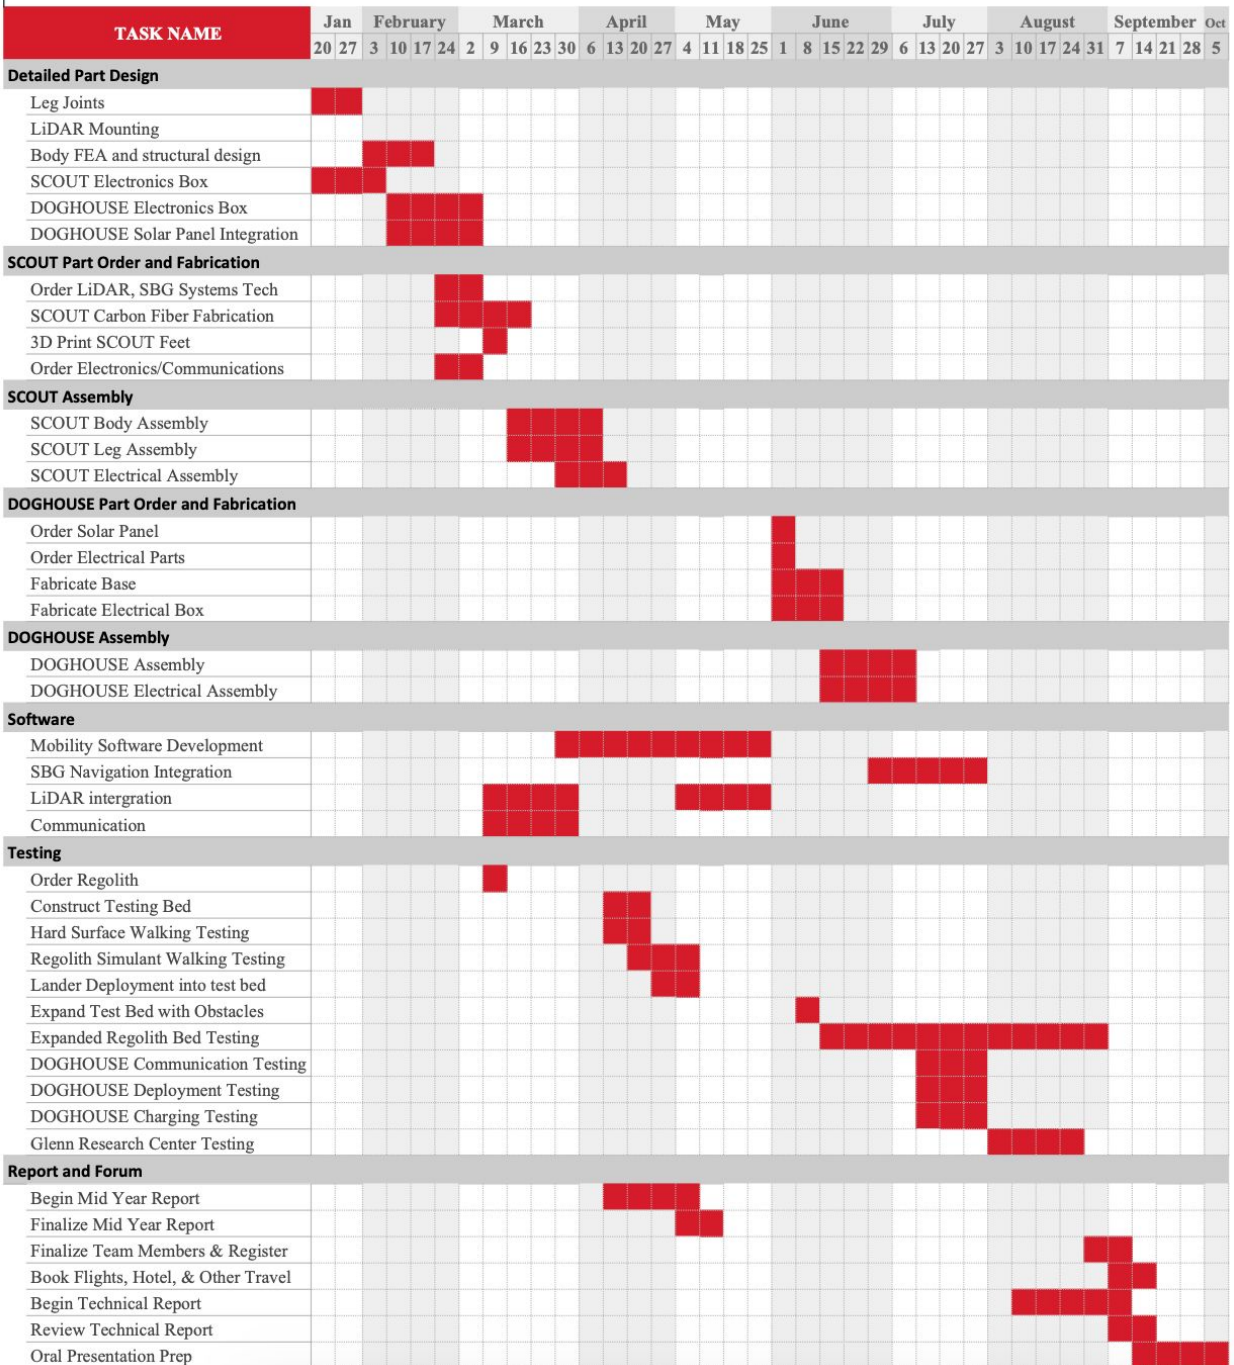 TASK NAME
Jan February March April May June July August September Oct
20 27 3 10 17 24 2 9 16 23 30 6 13 20 27 4 11 18 25 1 8 15 22 29 6 13 20 27 3 10 17 24 31 7 14 21 28 5
Detailed Part Design
Leg Joints
LiDAR Mounting
Body FEA and structural design
SCOUT Electronics Box
DOGHOUSE Electronics Box
DOGHOUSE Solar Panel Integration
SCOUT Part Order and Fabrication
Order LiDAR, SBG Systems Tech
SCOUT Carbon Fiber Fabrication
3D Print SCOUT Feet
Order Electronics/Communications
SCOUT Assembly
SCOUT Body Assembly
SCOUT Leg Assembly
SCOUT Electrical Assembly
DOGHOUSE Part Order and Fabrication
Order Solar Panel
Order Electrical Parts
Fabricate Base
Fabricate Electrical Box
DOGHOUSE Assembly
DOGHOUSE Assembly
DOGHOUSE Electrical Assembly
Software
Mobility Software Development
SBG Navigation Integration
LiDAR intergration
Communication
Testing
Order Regolith
Construct Testing Bed
Hard Surface Walking Testing
Regolith Simulant Walking Testing
Lander Deployment into test bed
Expand Test Bed with Obstacles
Expanded Regolith Bed Testing
DOGHOUSE Communication Testing
DOGHOUSE Deployment Testing
DOGHOUSE Charging Testing
Glenn Research Center Testing
Report and Forum
Begin Mid Year Report
Finalize Mid Year Report
Finalize Team Members & Register
Book Flights, Hotel, & Other Travel
Begin Technical Report
Review Technical Report
Oral Presentation Prep